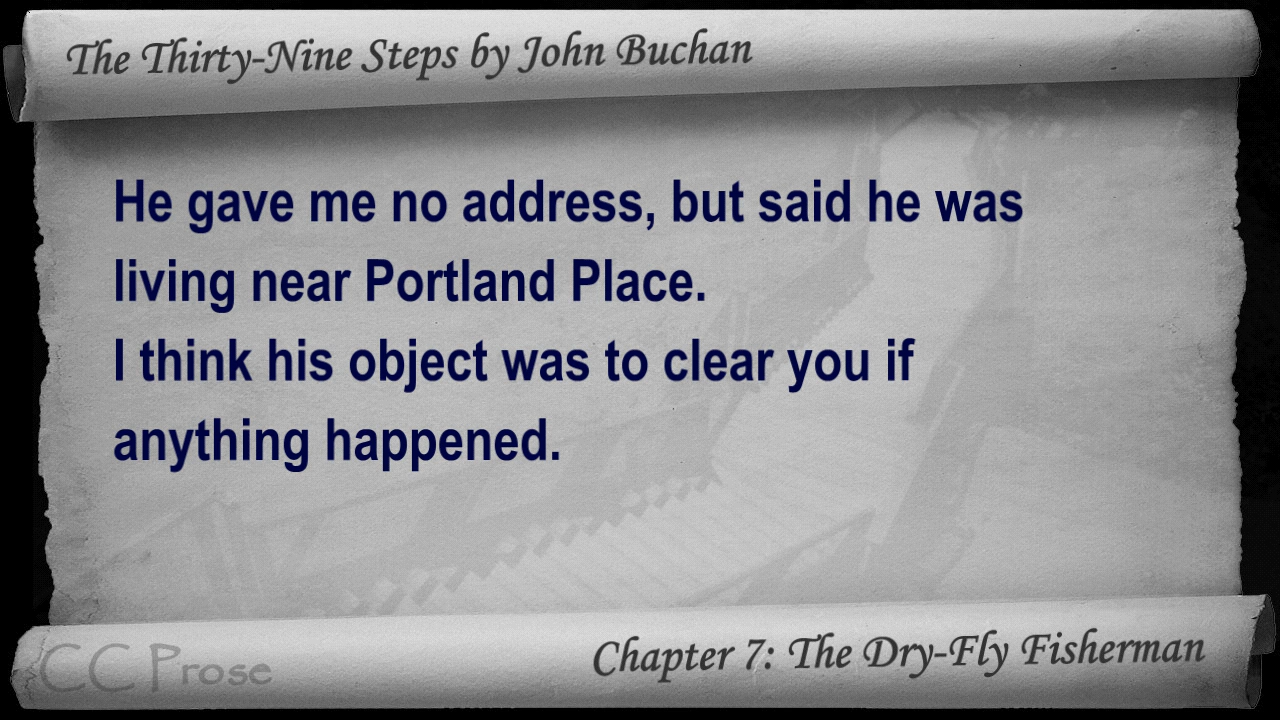 The Thirty-Nine Steps by John Buchan
He gave me no address, but said he was
living near Portland Place.
I think his object was to clear you if
anything happened.
CC Prose
Chapter 7: The Dry-Fly Fisherman